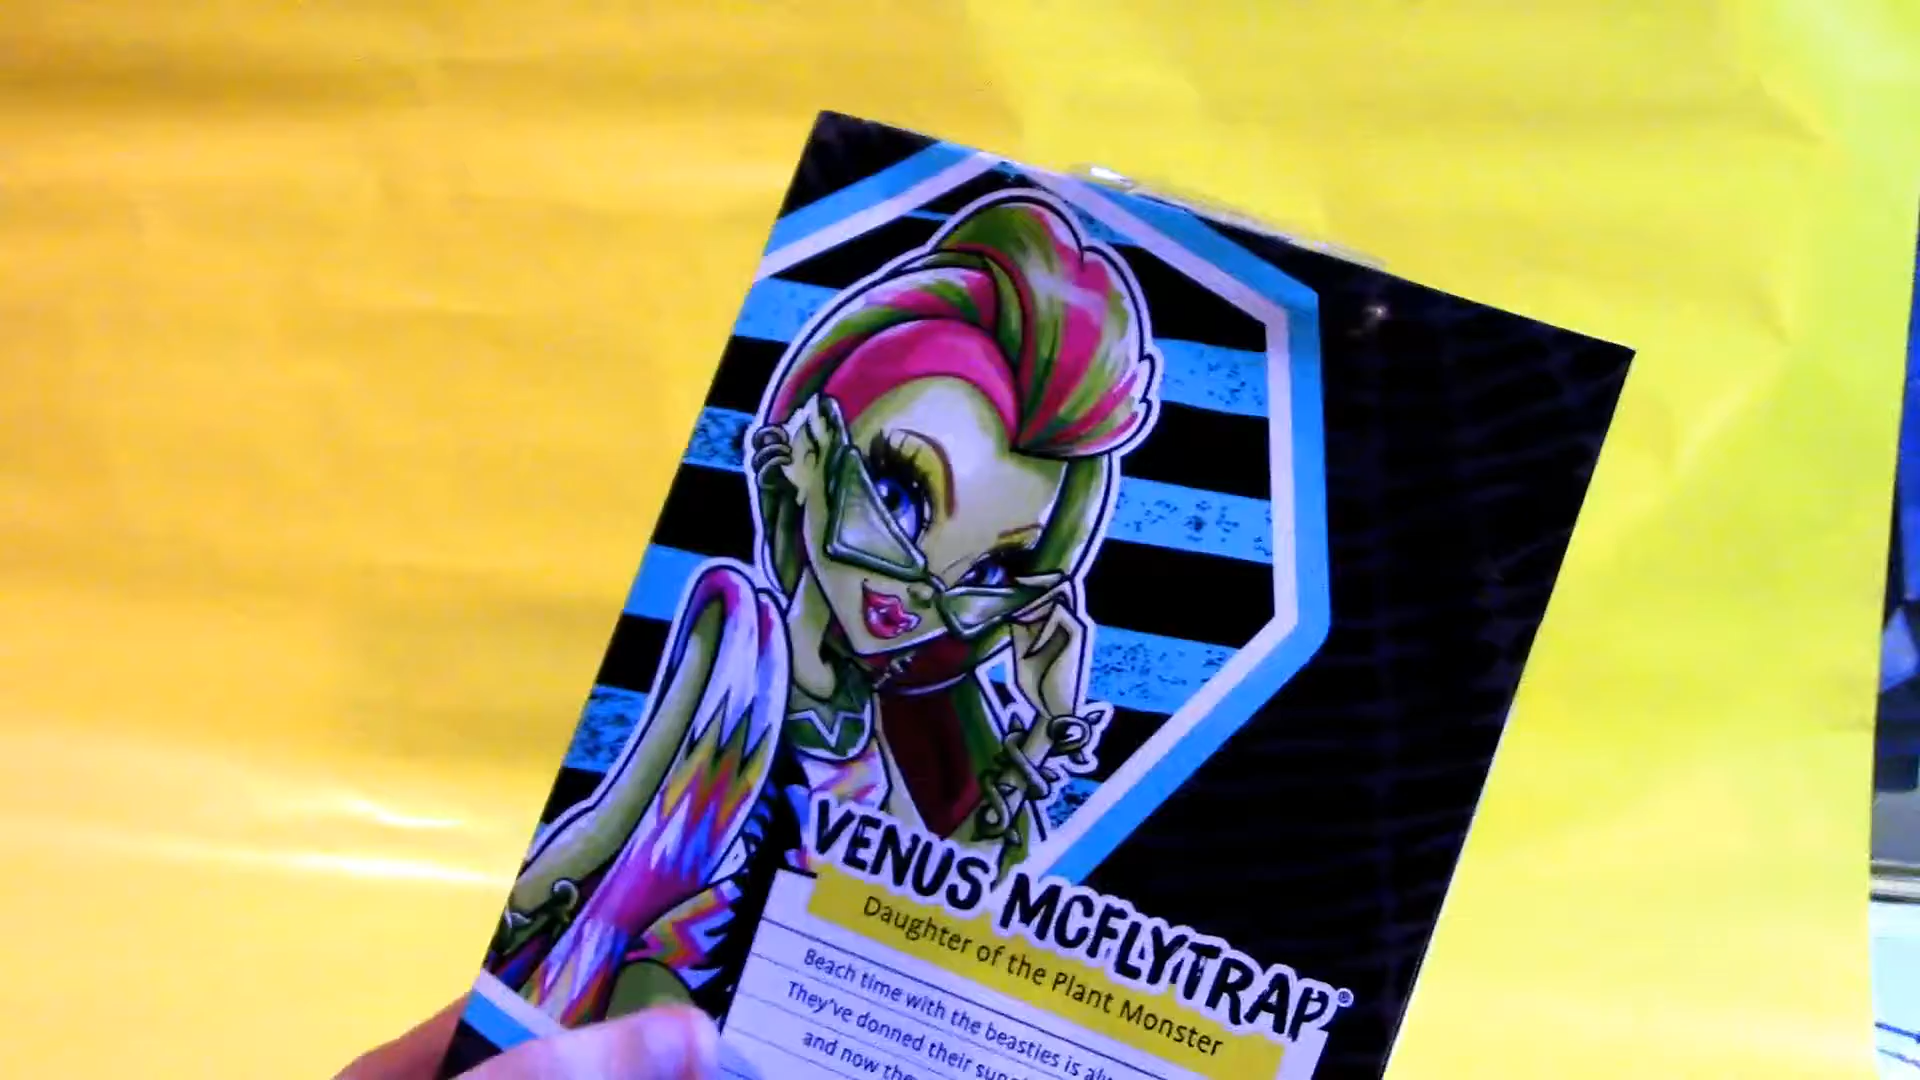 VENUS MCFLYTRAP®
Daughter of the Plant Monster
Beach time with the beasties is
They've donned their
and now